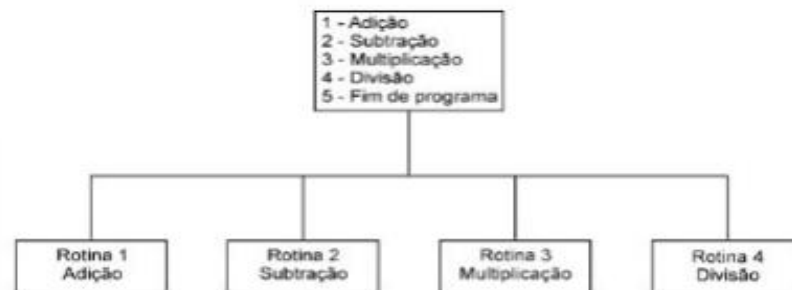 1 - Adição
2 - Subtração
3 - Multiplicação
4 - Divisão
5 - Fim de programa
Rotina 1
Adição
Rotina 2
Subtração
Rotina 3
Multiplicação
Rotina 4
Divisão